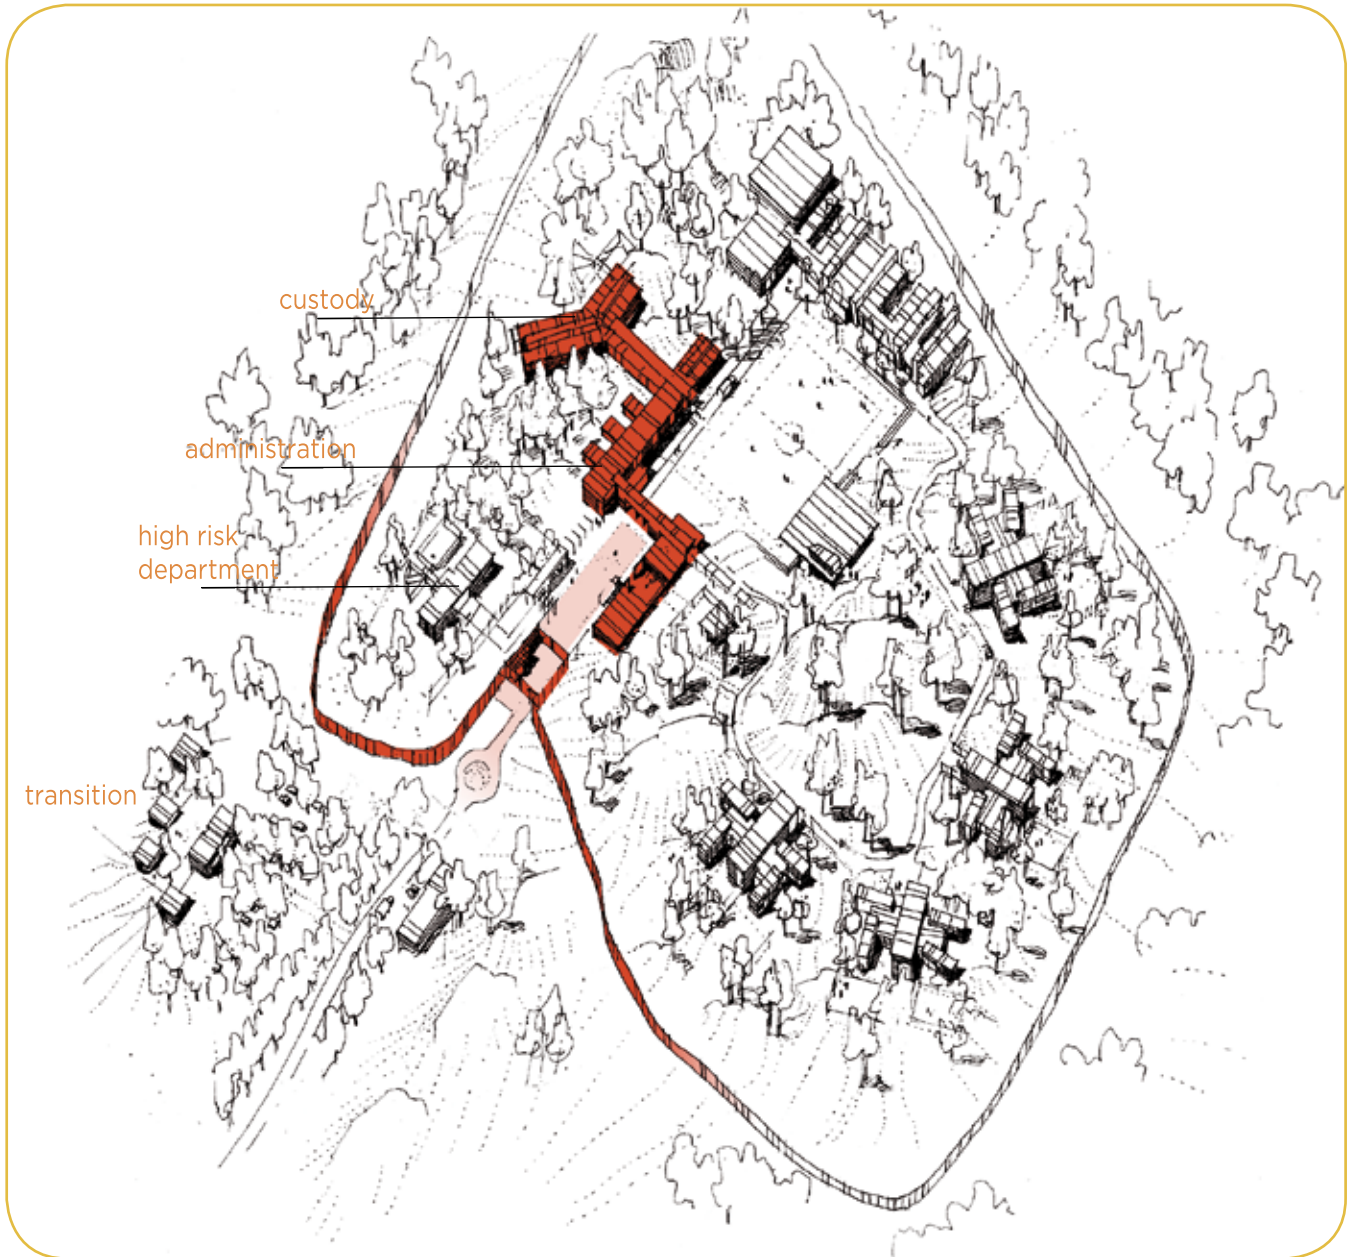 custody
administration
high risk
department
transition